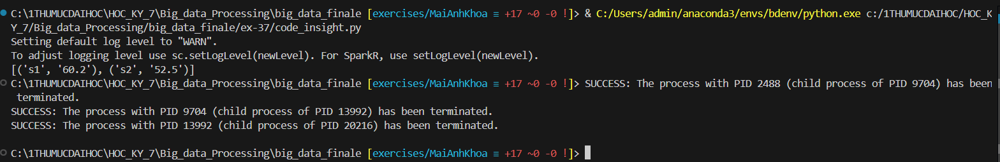 C:\1THUMUCDAIHOC\HOC_KY_7\Big_data_Processing\big_data_finale [exercises/MaiAnhKhoa ≡ +17 ~0 -0 !]> & C:/Users/admin/anaconda3/envs/bdenv/python.exe c:/1THUMUCDAIHOC/HOC_K
Y_7/Big_data_Processing/big_data_finale/ex-37/code_insight.py
Setting default log level to "WARN".
To adjust logging level use sc.setLogLevel(newLevel). For SparkR, use setLogLevel(newLevel).
[('s1', '60.2'), ('s2', '52.5')]
C:\1THUMUCDAIHOC\HOC_KY_7\Big_data_Processing\big_data_finale [exercises/MaiAnhKhoa ≡ +17 ~0 -0 !]> SUCCESS: The process with PID 2488 (child process of PID 9704) has been
 terminated.
SUCCESS: The process with PID 9704 (child process of PID 13992) has been terminated.
SUCCESS: The process with PID 13992 (child process of PID 20216) has been terminated.
C:\1THUMUCDAIHOC\HOC_KY_7\Big_data_Processing\big_data_finale [exercises/MaiAnhKhoa ≡ +17 ~0 -0 !]>